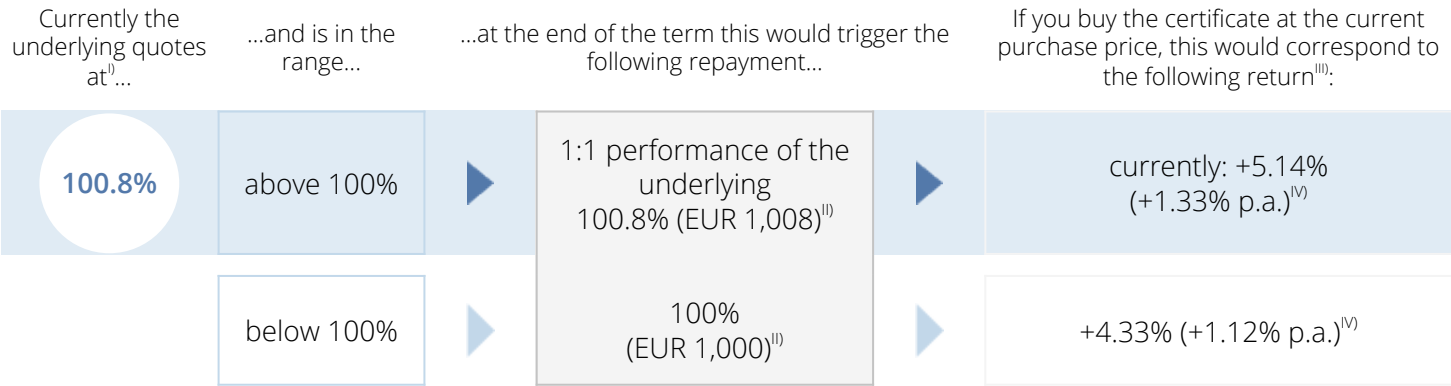 Currently the
underlying quotes
atᴵ⁾...
...and is in the
range...
...at the end of the term this would trigger the
following repayment...
If you buy the certificate at the current
purchase price, this would correspond to
the following returnᴵᴵᴵ⁾:
100.8%
above 100%
1:1 performance of the
underlying
100.8% (EUR 1,008)ᴵᴵ⁾
currently: +5.14%
(+1.33% p.a.)ᴵⱽ⁾
below 100%
100%
(EUR 1,000)ᴵᴵ⁾
+4.33% (+1.12% p.a.)ᴵⱽ⁾